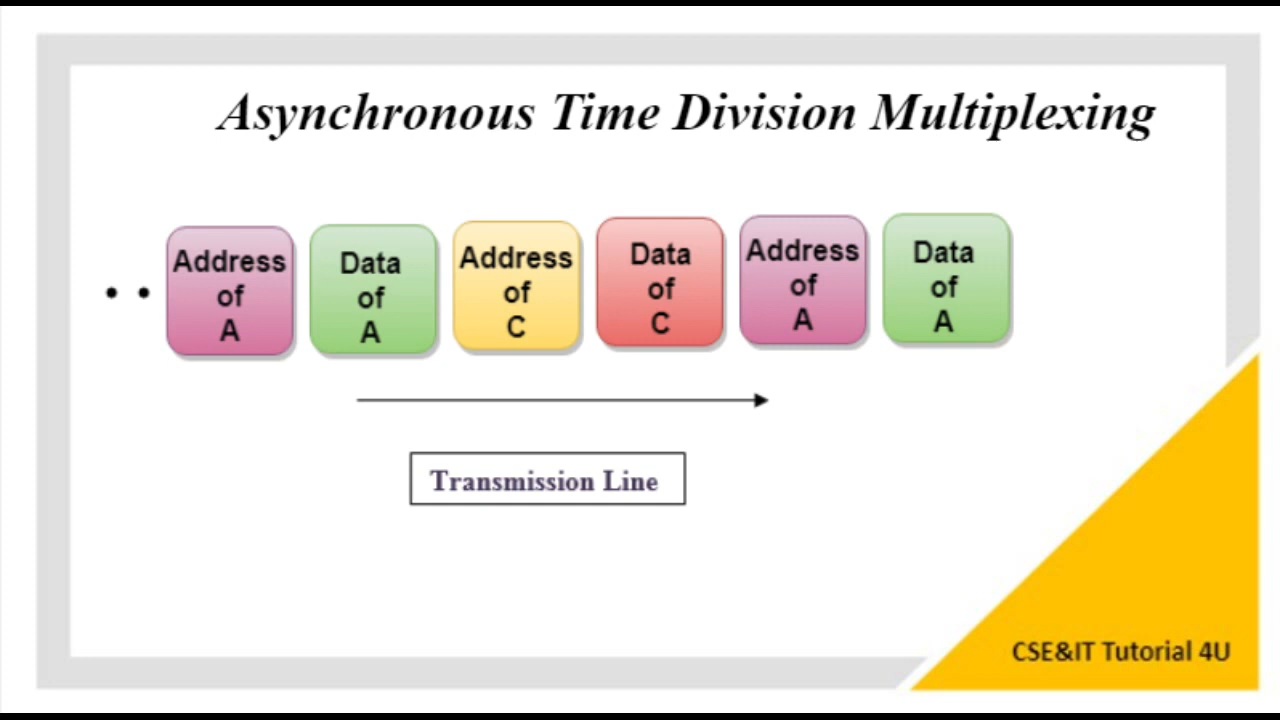 Asynchronous Time Division Multiplexing
Address
of
A
Data
of
A
Address
of
C
Data
of
C
Address
of
A
Data
of
A
Transmission Line
CSE&IT Tutorial 4U